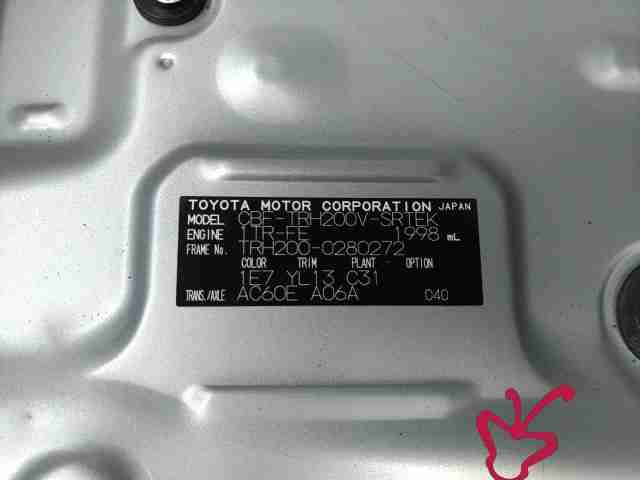 TOYOTA MOTOR CORPORATION JAPAN
MODEL CBF-TRH200V-SRTEK
ENGINE 1TR-FE 1998 mL
FRAME No. TRH200-0280272
COLOR TRIM PLANT OPTION
1E7 YL13 C31
TRANS./AXLE AC60E A06A 040